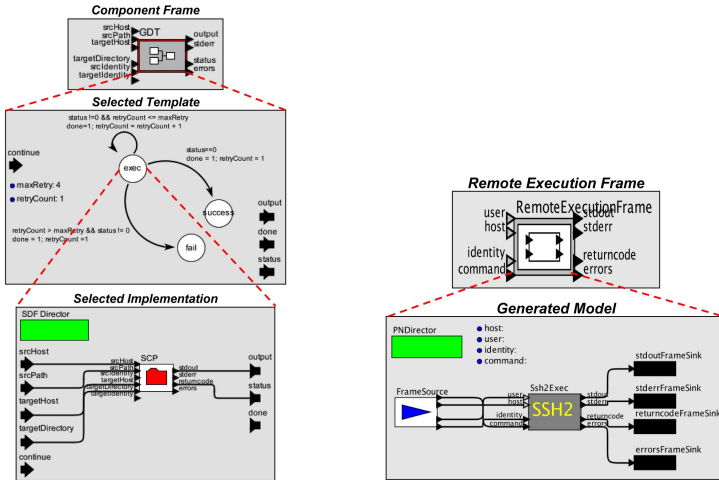 Component Frame
srcHost
srcPath
targetHost
GDT
output
stderr
targetDirectory
srcIdentity
targetIdentity
status
errors
Selected Template
status !=0 && retryCount <= maxRetry
done=1; retryCount = retryCount + 1
continue
status==0
done = 1; retryCount = 1
exec
maxRetry: 4
retryCount: 1
success
output
done
status
retryCount > maxRetry && status != 0
done = 1; retryCount =1
fail
Selected Implementation
SDF Director
srcHost
srcPath
targetHost
targetDirectory
continue
srcHost
srcPath
srcIdentity
targetHost
targetDirectory
targetIdentity
SCP
stdout
stderr
returncode
errors
output
status
done
Remote Execution Frame
RemoteExecutionFrame
user
host
stdout
stderr
identity
command
returncode
errors
Generated Model
PNDirector
host:
user:
identity:
command:
FrameSource
Ssh2Exec
user
host
identity
command
SSH2
stdout
stderr
returncode
errors
stdoutFrameSink
stderrFrameSink
returncodeFrameSink
errorsFrameSink